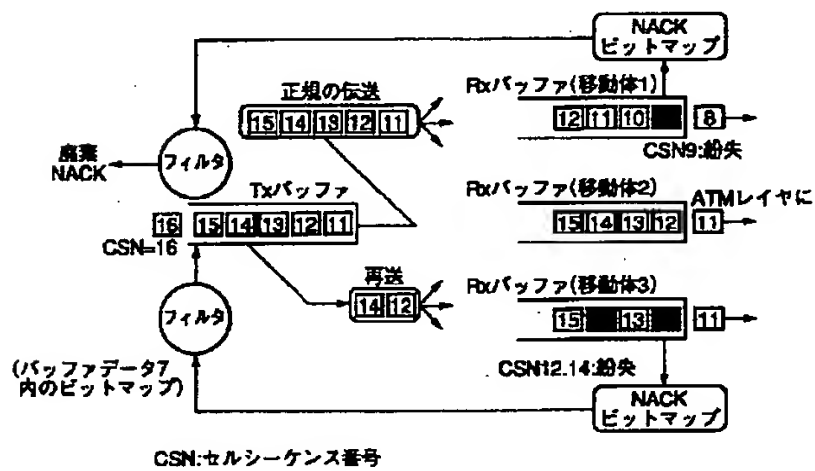 NACK
ビットマップ
正規の伝送
15 14 13 12 11
Rxバッファ(移動体1)
12 11 10
8
CSN9:紛失
廃棄
NACK
フィルタ
Txバッファ
16
15 14 13 12 11
CSN=16
Rxバッファ(移動体2)
ATMレイヤに
15 14 13 12
11
再送
14 12
Rxバッファ(移動体3)
15 13
11
フィルタ
CSN12.14:紛失
(バッファデータ7
内のビットマップ)
NACK
ビットマップ
CSN:セルシーケンス番号